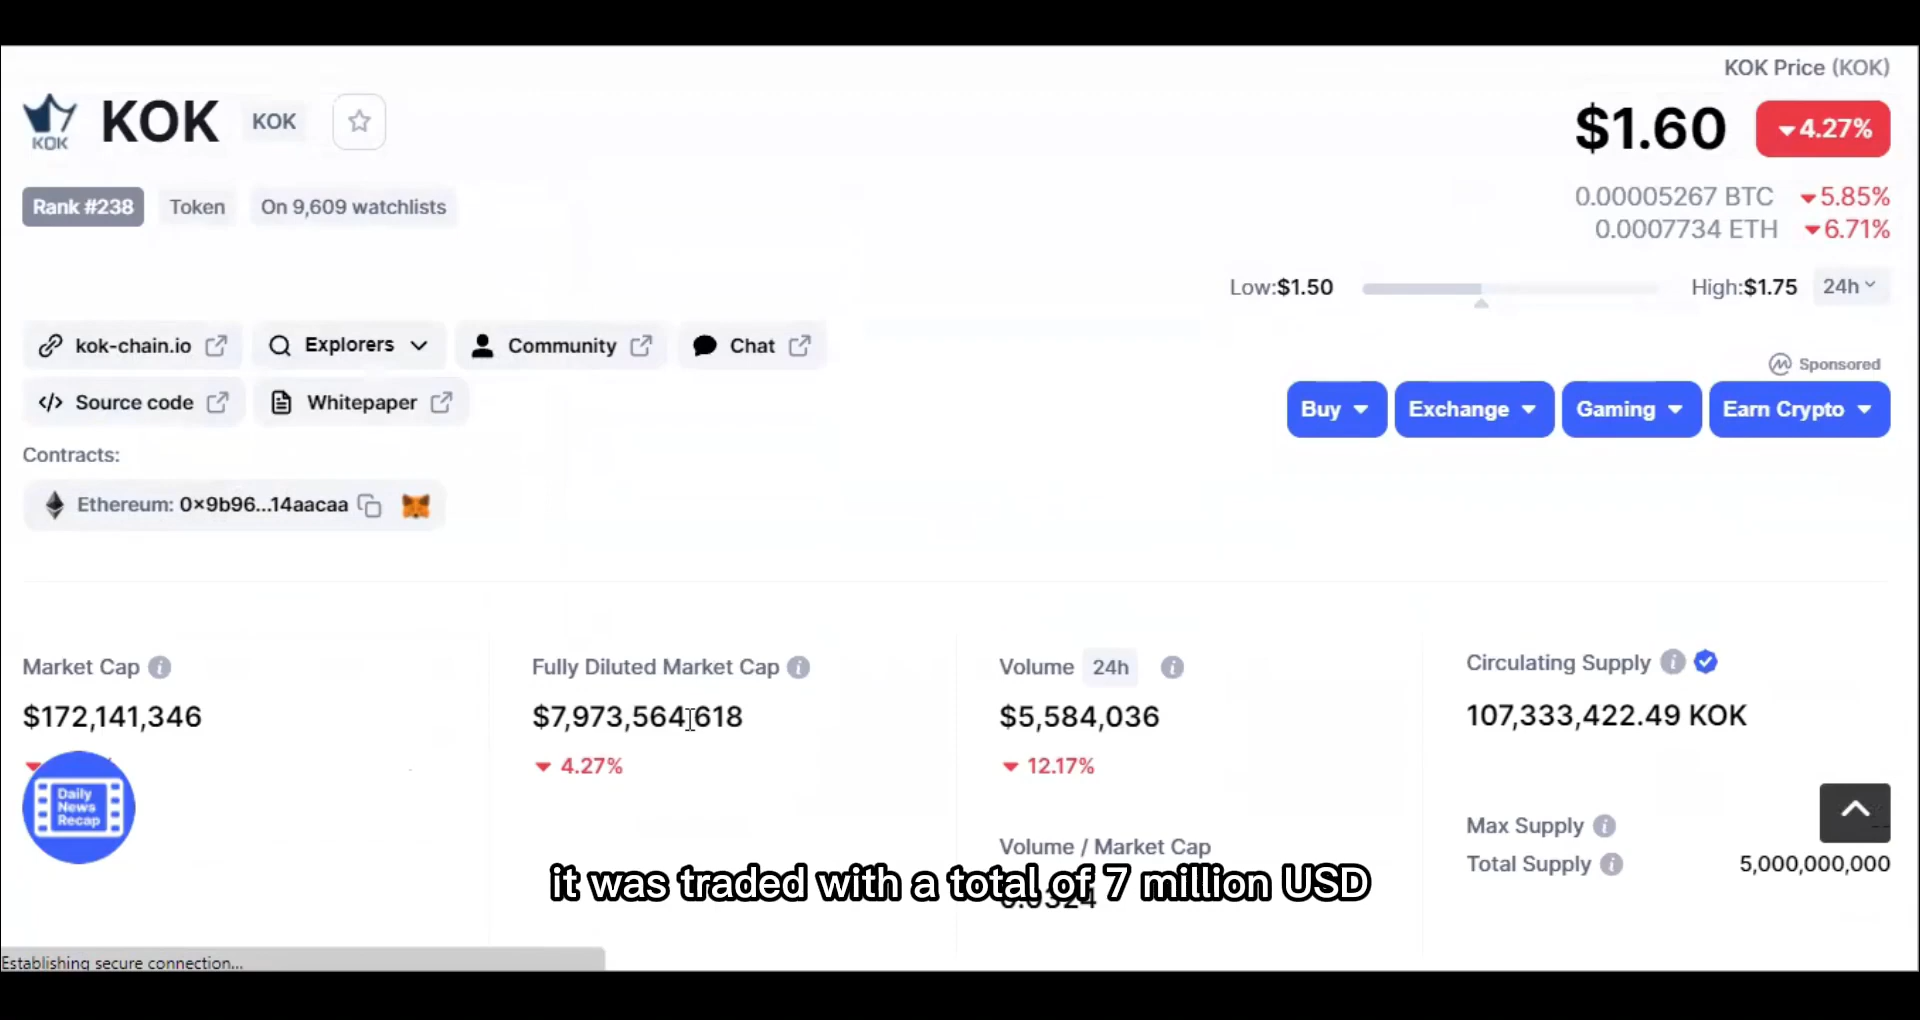 KOK Price (KOK)
KOK
KOK KOK
$1.60 4.27%
Rank #238 Token On 9,609 watchlists
0.00005267 BTC 5.85%
0.0007734 ETH 6.71%
Low:$1.50 High:$1.75 24h
kok-chain.io Explorers Community Chat
Sponsored
Source code Whitepaper
Buy Exchange Gaming Earn Crypto
Contracts:
Ethereum: 0×9b96...14aacaa
Market Cap
$172,141,346
Fully Diluted Market Cap
$7,973,564,618
4.27%
Volume 24h
$5,584,036
12.17%
Volume / Market Cap
Circulating Supply
107,333,422.49 KOK
Max Supply
Total Supply 5,000,000,000
Daily
News
Recap
it was traded with a total of 7 million USD
Establishing secure connection...